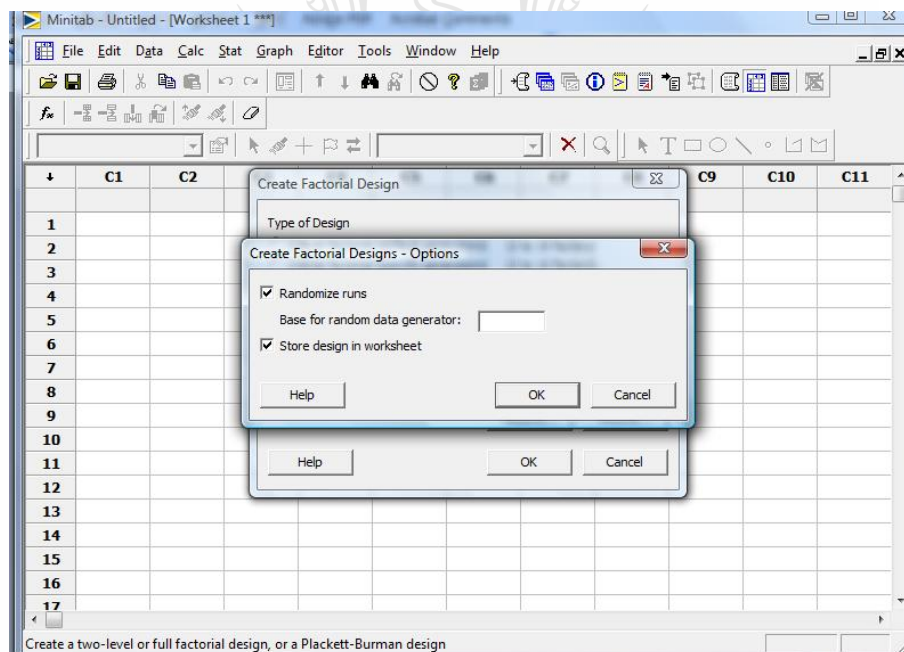 Minitab - Untitled - [Worksheet 1 ***]
File Edit Data Calc Stat Graph Editor Tools Window Help
C1 C2 C9 C10 C11
Create Factorial Design
Type of Design
Create Factorial Designs - Options
Randomize runs
Base for random data generator:
Store design in worksheet
Help OK Cancel
Help OK Cancel
1
2
3
4
5
6
7
8
9
10
11
12
13
14
15
16
17
Create a two-level or full factorial design, or a Plackett-Burman design